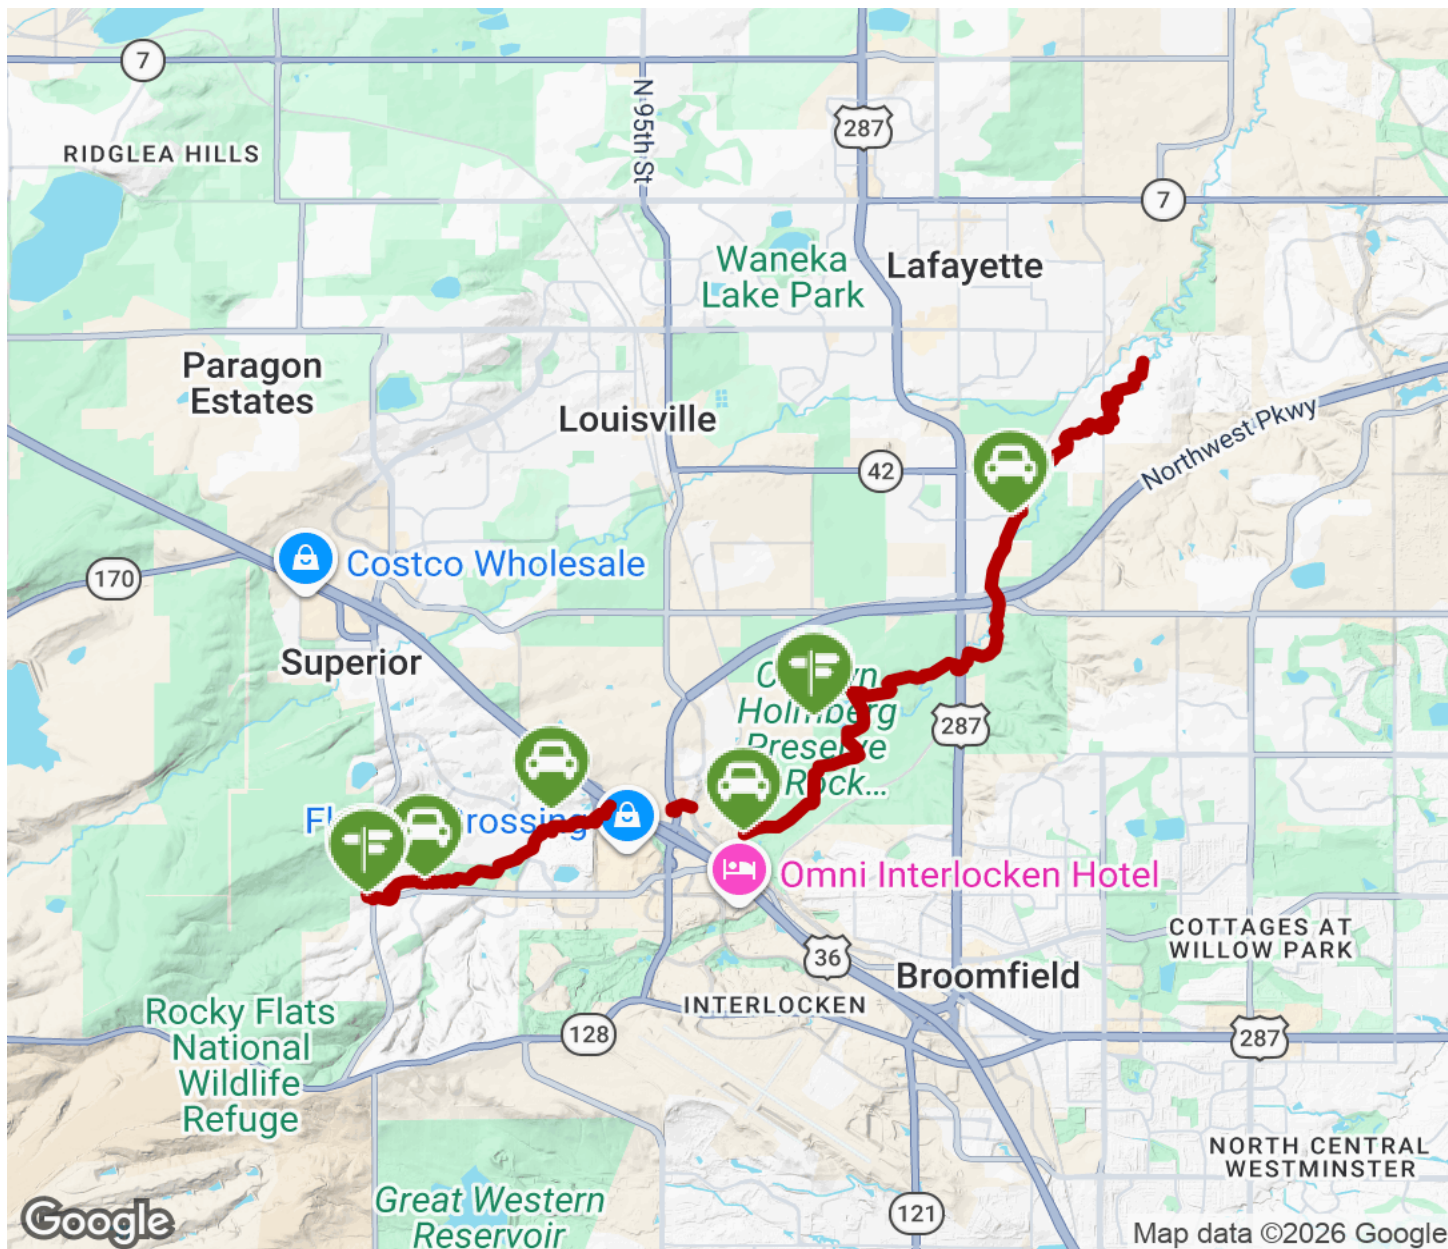 7
N 95th St
287
RIDGLEA HILLS
7
Waneka
Lake Park
Lafayette
Paragon
Estates
Louisville
Northwest Pkwy
42
Costco Wholesale
170
Superior
Holmberg
Preserve
Rock...
287
Omni Interlocken Hotel
COTTAGES AT
WILLOW PARK
36
Broomfield
INTERLOCKEN
Rocky Flats
National
Wildlife
Refuge
128
287
NORTH CENTRAL
WESTMINSTER
Great Western
Reservoir
121
Google
Map data ©2026 Google